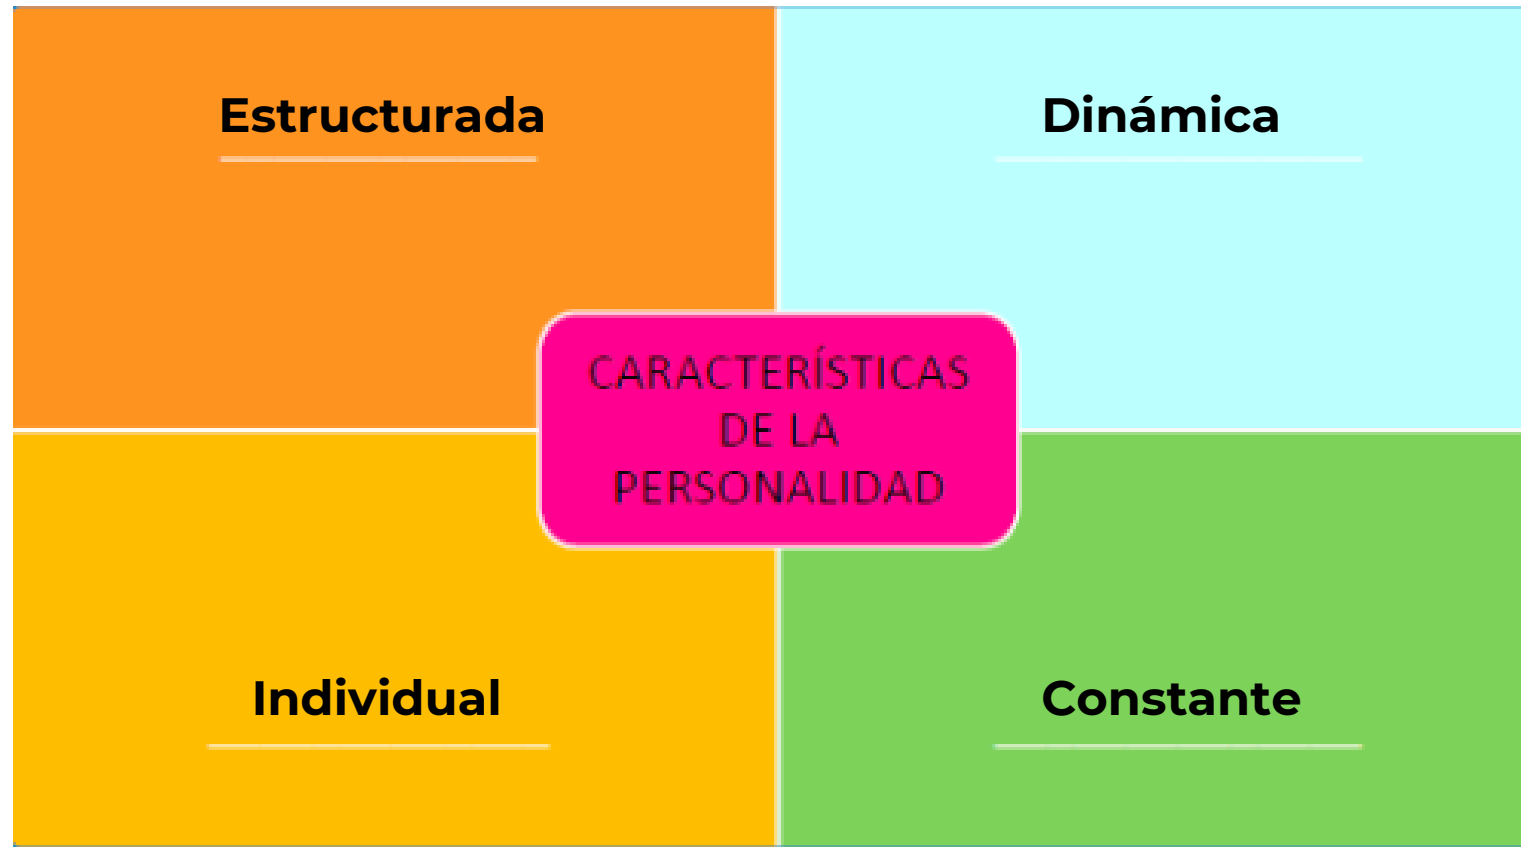 Estructurada
Dinámica
CARACTERÍSTICAS
DE LA
PERSONALIDAD
Individual
Constante